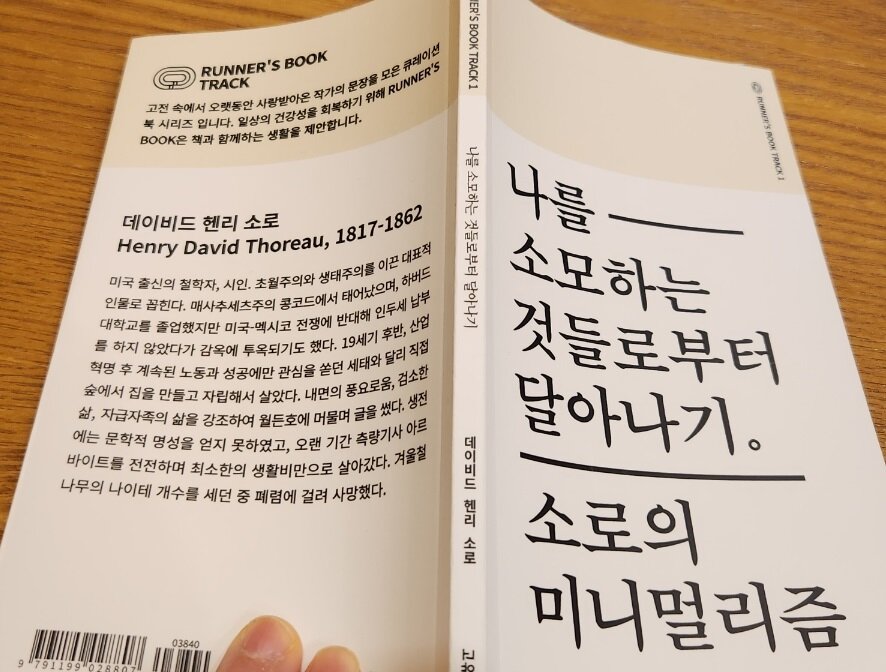 RUNNER'S BOOK
TRACK
고전 속에서 오랫동안 사랑받아온 작가의 문장을 모은 큐레이션
북 시리즈 입니다. 일상의 건강성을 회복하기 위해 RUNNER'S
BOOK은 책과 함께하는 생활을 제안합니다.
데이비드 헨리 소로
Henry David Thoreau, 1817-1862
미국 출신의 철학자, 시인. 초월주의와 생태주의를 이끈 대표적
인물로 꼽힌다. 매사추세츠주의 콩코드에서 태어났으며, 하버드
대학교를 졸업했지만 미국-멕시코 전쟁에 반대해 인두세 납부
를 하지 않았다가 감옥에 투옥되기도 했다. 19세기 후반, 산업
혁명 후 계속된 노동과 성공에만 관심을 쏟던 세태와 달리 직접
숲에서 집을 만들고 자립해서 살았다. 내면의 풍요로움, 검소한
삶, 자급자족의 삶을 강조하여 월든호에 머물며 글을 썼다. 생전
에는 문학적 명성을 얻지 못하였고, 오랜 기간 측량기사 아르
바이트를 전전하며 최소한의 생활비만으로 살아갔다. 겨울철
나무의 나이테 개수를 세던 중 폐렴에 걸려 사망했다.
03840
9 791199 028807
RUNNER'S BOOK TRACK 1
나를 소모하는 것들로부터 달아나기
데이비드 헨리 소로
RUNNER'S BOOK TRACK 1
나를
소모하는
것들로부터
달아나기。
소로의
미니멀리즘